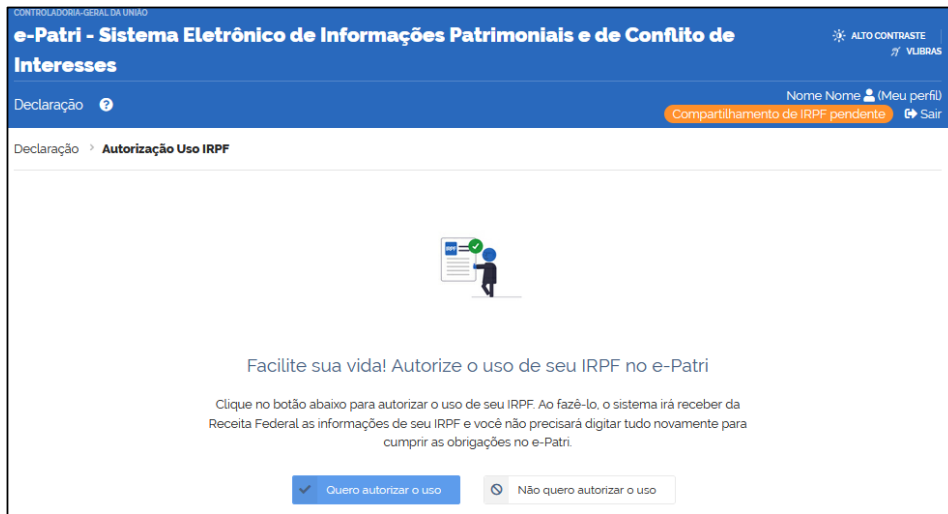 CONTROLADORIA-GERAL DA UNIÃO
e-Patri - Sistema Eletrônico de Informações Patrimoniais e de Conflito de
Interesses
ALTO CONTRASTE
VLIBRAS
Declaração ?
Nome Nome (Meu perfil)
Compartilhamento de IRPF pendente Sair
Declaração > Autorização Uso IRPF
IRPF
Facilite sua vida! Autorize o uso de seu IRPF no e-Patri
Clique no botão abaixo para autorizar o uso de seu IRPF. Ao fazê-lo, o sistema irá receber da
Receita Federal as informações de seu IRPF e você não precisará digitar tudo novamente para
cumprir as obrigações no e-Patri.
Quero autorizar o uso
Não quero autorizar o uso